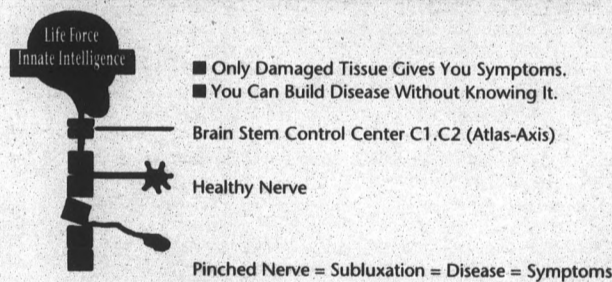 Life Force
Innate Intelligence
■ Only Damaged Tissue Gives You Symptoms.
■ You Can Build Disease Without Knowing It.
Brain Stem Control Center C1.C2 (Atlas-Axis)
Healthy Nerve
Pinched Nerve = Subluxation = Disease = Symptoms